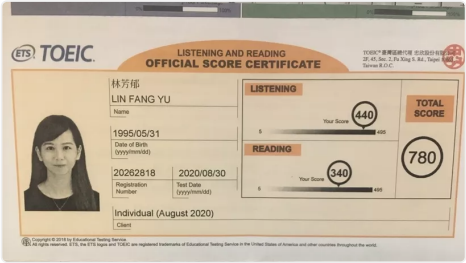 ETS TOEIC.
LISTENING AND READING
OFFICIAL SCORE CERTIFICATE
TOEIC® 臺灣區總代理 忠欣股份有限公司
2F, 45, Sec. 2, Fu Xing S. Rd., Taipei
Taiwan R.O.C.
林芳郁
LIN FANG YU
Name
1995/05/31
Date of Birth
(yyyy/mm/dd)
20262818 2020/08/30
Registration Number
Test Date
(yyyy/mm/dd)
Individual (August 2020)
Client
LISTENING
440
Your Score
5 495
READING
340
Your Score
5 495
TOTAL
SCORE
780
Copyright © 2018 by Educational Testing Service.
All rights reserved. ETS, the ETS logos and TOEIC are registered trademarks of Educational Testing Service in the United States of America and other countries throughout the world.